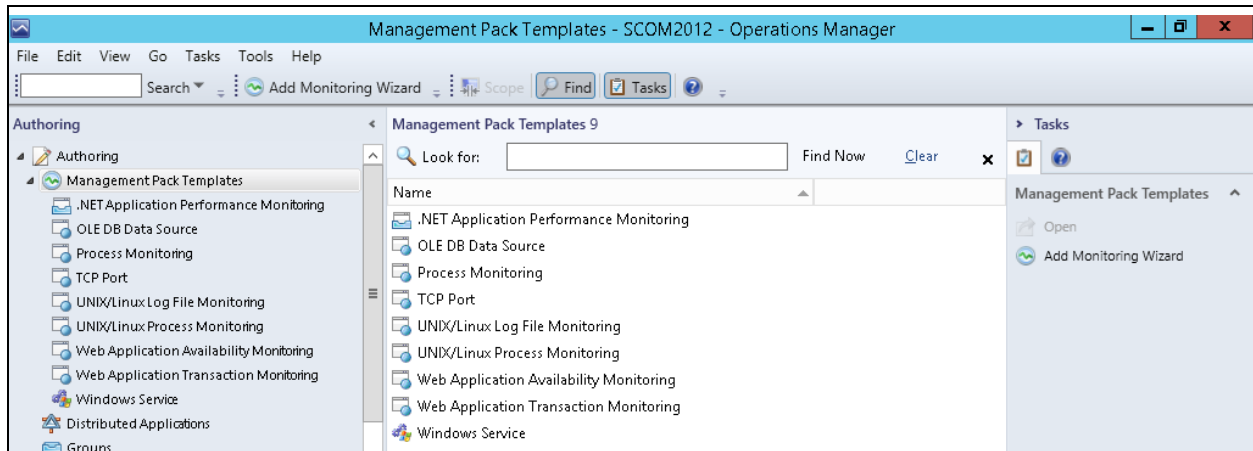 Management Pack Templates - SCOM2012 - Operations Manager
File Edit View Go Tasks Tools Help
Search Add Monitoring Wizard Scope Find Tasks
Authoring
Authoring
Management Pack Templates
.NET Application Performance Monitoring
OLE DB Data Source
Process Monitoring
TCP Port
UNIX/Linux Log File Monitoring
UNIX/Linux Process Monitoring
Web Application Availability Monitoring
Web Application Transaction Monitoring
Windows Service
Distributed Applications
Groups
Management Pack Templates 9
Look for: Find Now Clear
Name
.NET Application Performance Monitoring
OLE DB Data Source
Process Monitoring
TCP Port
UNIX/Linux Log File Monitoring
UNIX/Linux Process Monitoring
Web Application Availability Monitoring
Web Application Transaction Monitoring
Windows Service
Tasks
Management Pack Templates
Open
Add Monitoring Wizard